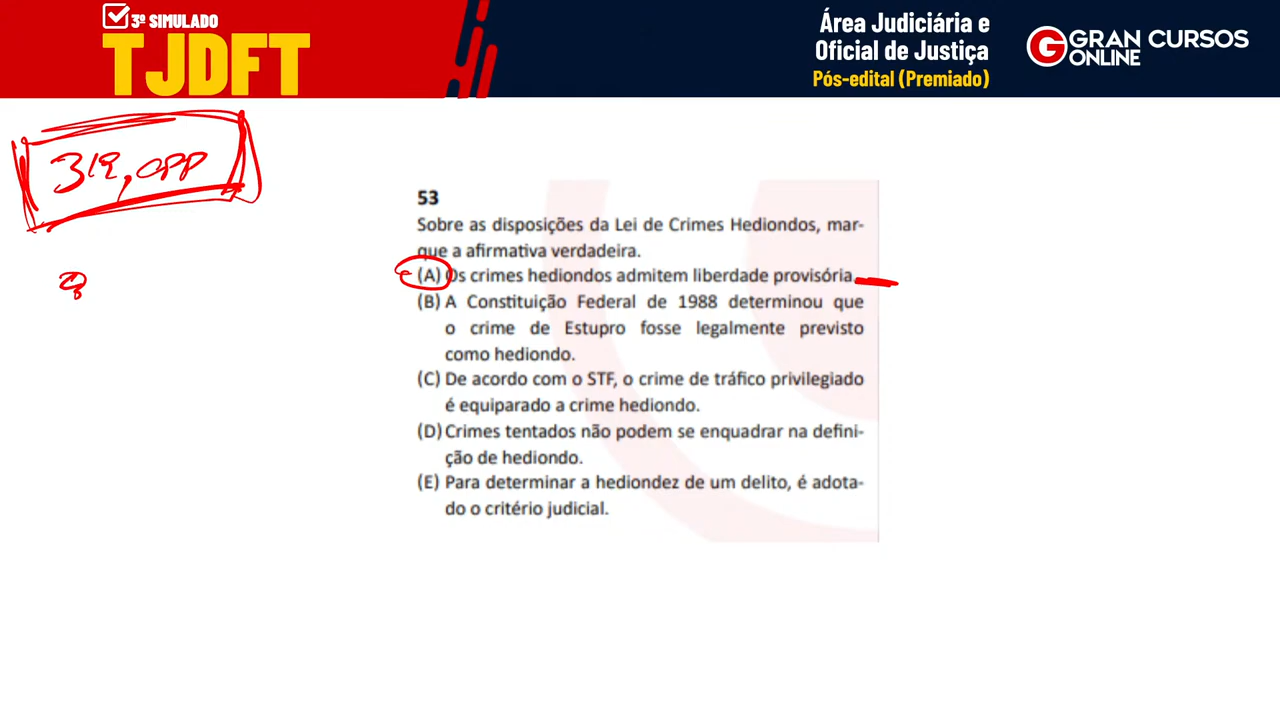 3º SIMULADO
TJDFT
Área Judiciária e
Oficial de Justiça
Pós-edital (Premiado)
GRAN CURSOS
ONLINE
312, CPP
53
Sobre as disposições da Lei de Crimes Hediondos, mar-
que a afirmativa verdadeira.
(A) Os crimes hediondos admitem liberdade provisória.
(B) A Constituição Federal de 1988 determinou que
o crime de Estupro fosse legalmente previsto
como hediondo.
(C) De acordo com o STF, o crime de tráfico privilegiado
é equiparado a crime hediondo.
(D) Crimes tentados não podem se enquadrar na defini-
ção de hediondo.
(E) Para determinar a hediondez de um delito, é adota-
do o critério judicial.